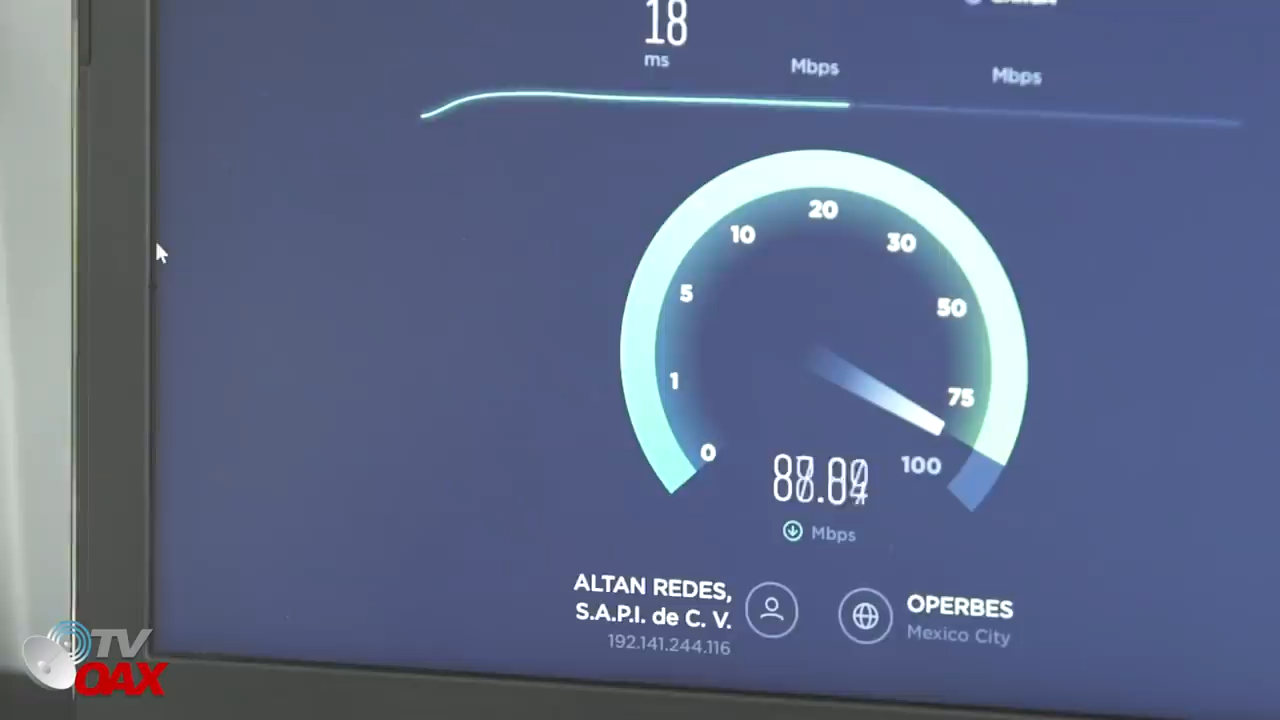 18
ms
Mbps
Mbps
20
10
30
5
50
1
75
0
100
Mbps
ALTAN REDES,
S.A.P.I. de C. V.
192.141.244.116
OPERBES
Mexico City
TV
OAX